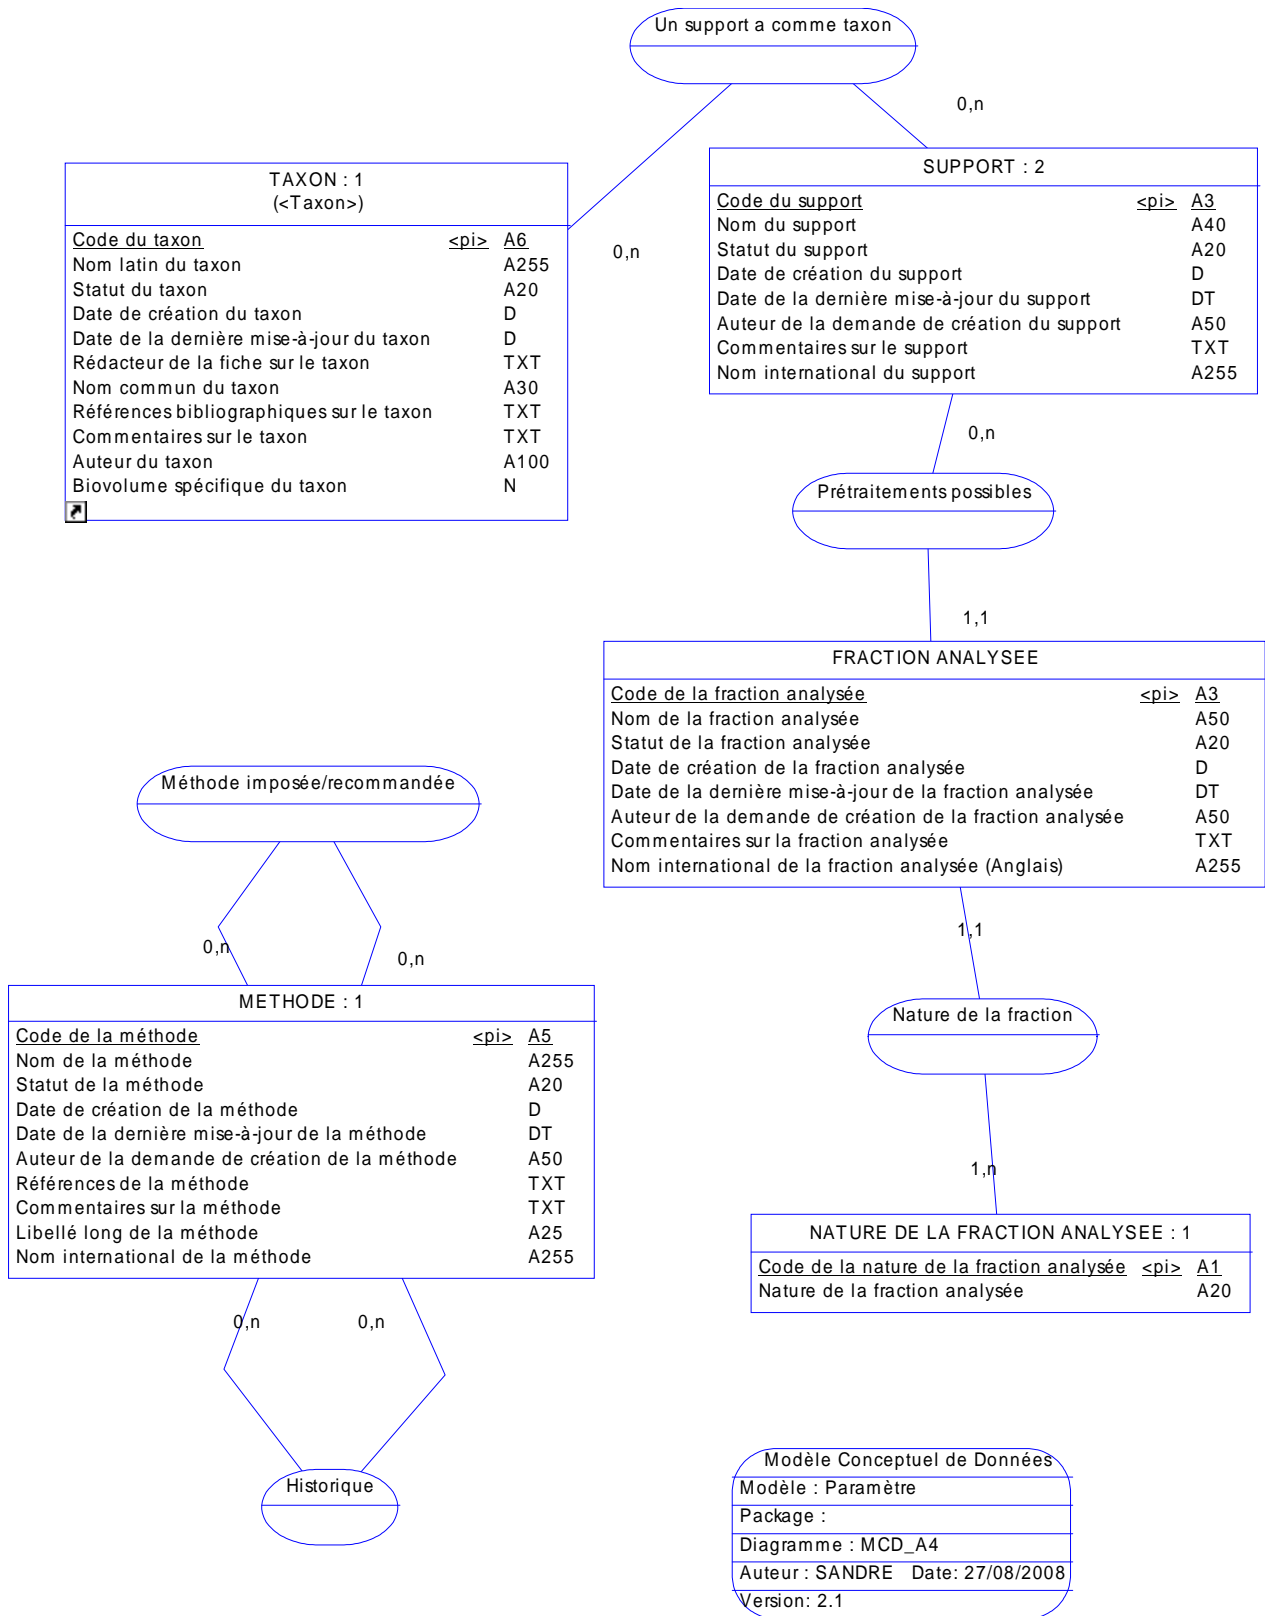 Un support a comme taxon
0,n
0,n
TAXON : 1
(<Taxon>)
Code du taxon <pi> A6
Nom latin du taxon A255
Statut du taxon A20
Date de création du taxon D
Date de la dernière mise-à-jour du taxon D
Rédacteur de la fiche sur le taxon TXT
Nom commun du taxon A30
Références bibliographiques sur le taxon TXT
Commentaires sur le taxon TXT
Auteur du taxon A100
Biovolume spécifique du taxon N
SUPPORT : 2
Code du support <pi> A3
Nom du support A40
Statut du support A20
Date de création du support D
Date de la dernière mise-à-jour du support DT
Auteur de la demande de création du support A50
Commentaires sur le support TXT
Nom international du support A255
0,n
Prétraitements possibles
1,1
FRACTION ANALYSEE
Code de la fraction analysée <pi> A3
Nom de la fraction analysée A50
Statut de la fraction analysée A20
Date de création de la fraction analysée D
Date de la dernière mise-à-jour de la fraction analysée DT
Auteur de la demande de création de la fraction analysée A50
Commentaires sur la fraction analysée TXT
Nom international de la fraction analysée (Anglais) A255
1,1
Nature de la fraction
1,n
NATURE DE LA FRACTION ANALYSEE : 1
Code de la nature de la fraction analysée <pi> A1
Nature de la fraction analysée A20
Méthode imposée/recommandée
0,n
0,n
METHODE : 1
Code de la méthode <pi> A5
Nom de la méthode A255
Statut de la méthode A20
Date de création de la méthode D
Date de la dernière mise-à-jour de la méthode DT
Auteur de la demande de création de la méthode A50
Références de la méthode TXT
Commentaires sur la méthode TXT
Libellé long de la méthode A25
Nom international de la méthode A255
0,n
0,n
Historique
Modèle Conceptuel de Données
Modèle : Paramètre
Package :
Diagramme : MCD_A4
Auteur : SANDRE Date: 27/08/2008
Version: 2.1